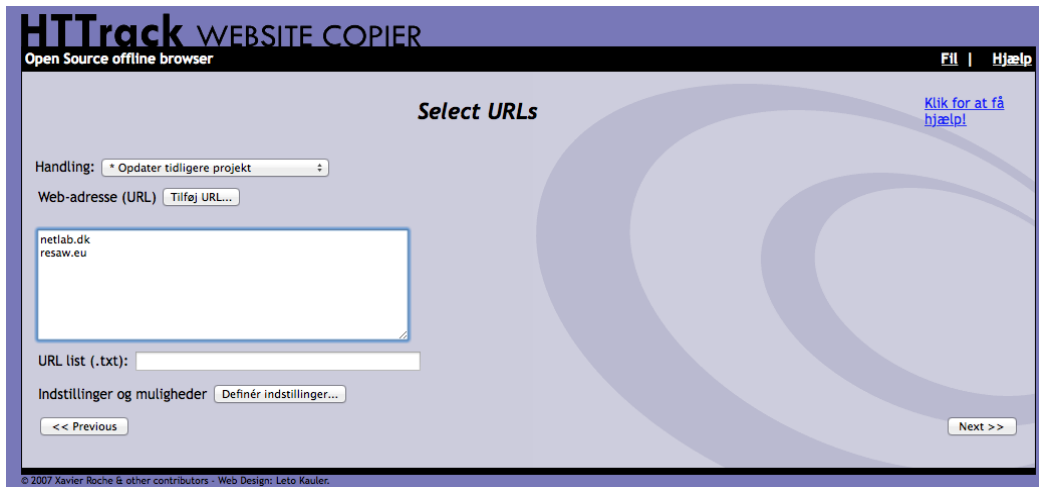 HTTrack WEBSITE COPIER
Open Source offline browser
Fil | Hjælp
Select URLs
Klik for at få
hjælp!
Handling: * Opdater tidligere projekt
Web-adresse (URL) Tilføj URL...
netlab.dk
resaw.eu
URL list (.txt):
Indstillinger og muligheder Definér indstillinger...
<< Previous
Next >>
© 2007 Xavier Roche & other contributors - Web Design: Leto Kauler.